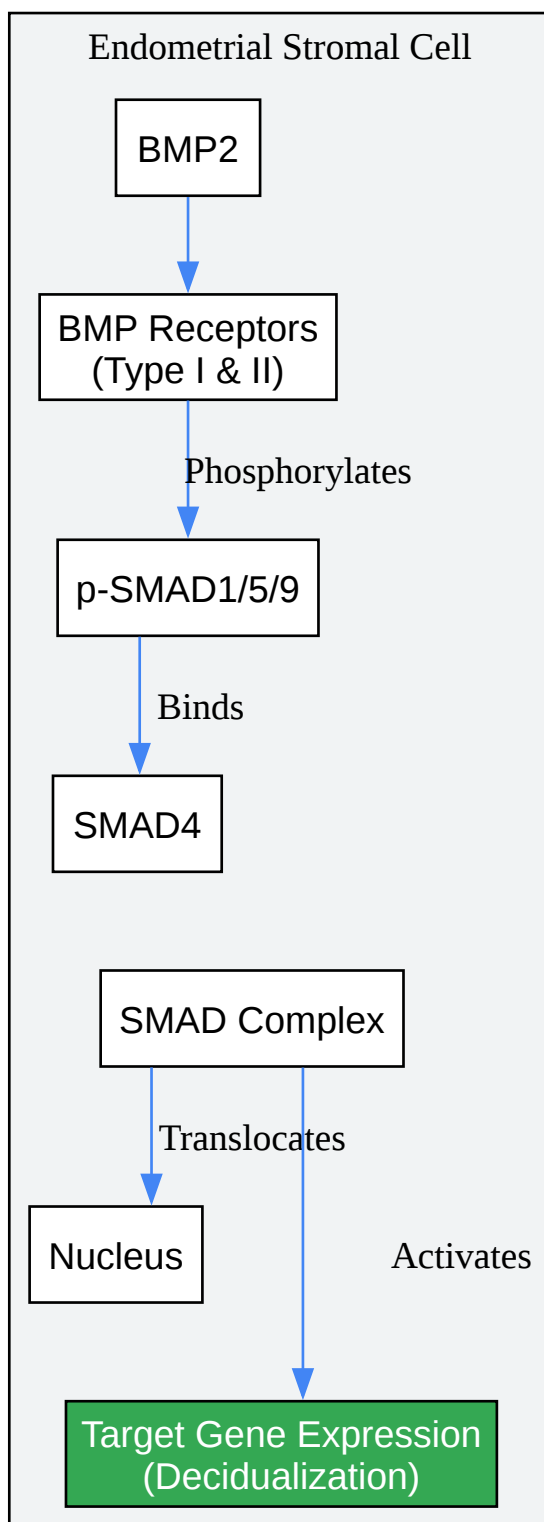 Endometrial Stromal Cell
BMP2
BMP Receptors
(Type I & II)
Phosphorylates
p-SMAD1/5/9
Binds
SMAD4
SMAD Complex
Translocates
Nucleus
Activates
Target Gene Expression
(Decidualization)